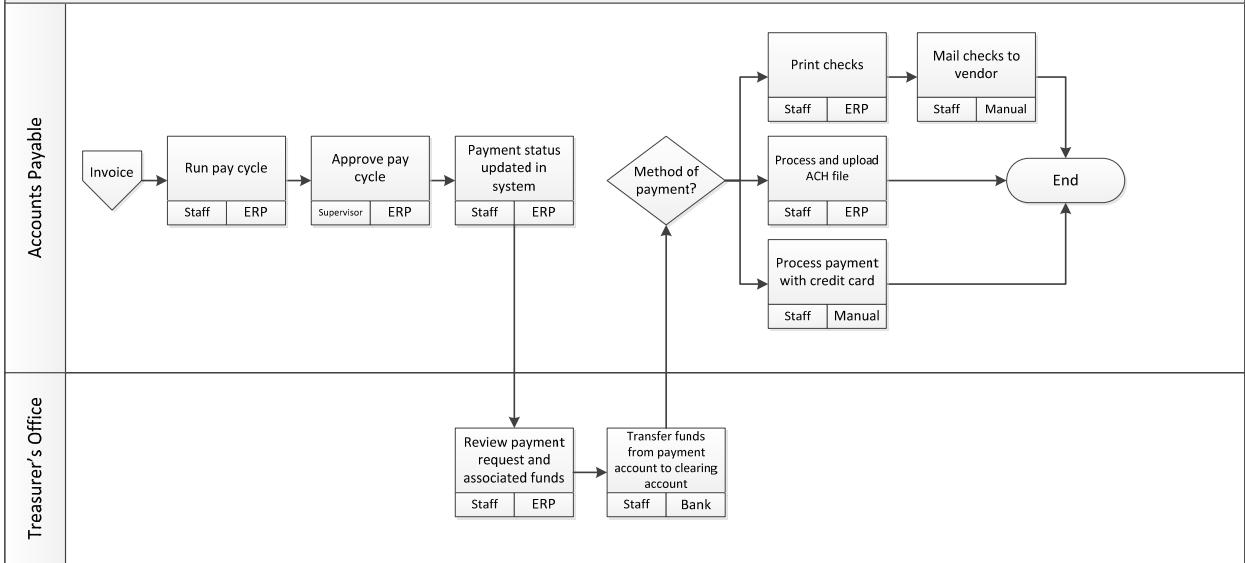 Accounts Payable
Invoice
Run pay cycle
Staff
ERP
Approve pay
cycle
Supervisor
ERP
Payment status
updated in
system
Staff
ERP
Method of
payment?
Print checks
Staff
ERP
Mail checks to
vendor
Staff
Manual
Process and upload
ACH file
Staff
ERP
Process payment
with credit card
Staff
Manual
End
Treasurer's Office
Review payment
request and
associated funds
Staff
ERP
Transfer funds
from payment
account to clearing
account
Staff
Bank